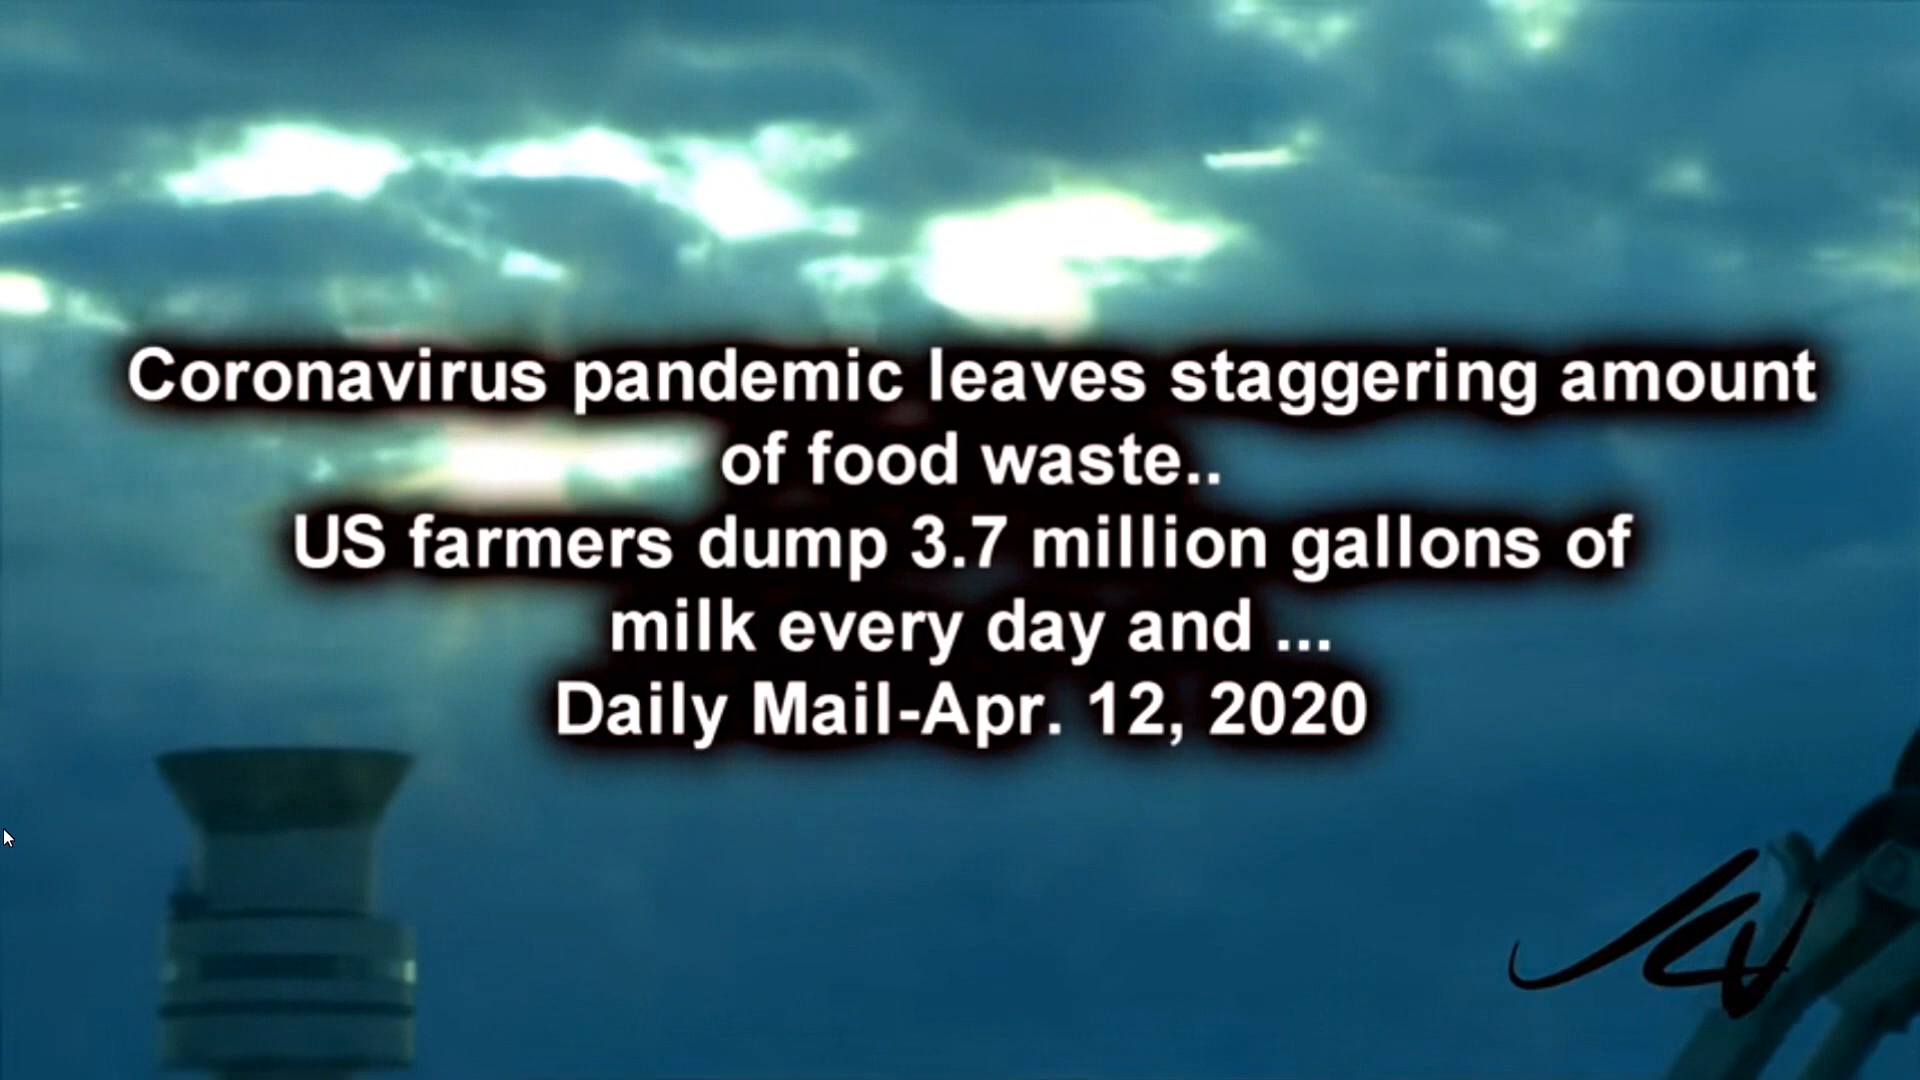 Coronavirus pandemic leaves staggering amount
of food waste..
US farmers dump 3.7 million gallons of
milk every day and ...
Daily Mail-Apr. 12, 2020